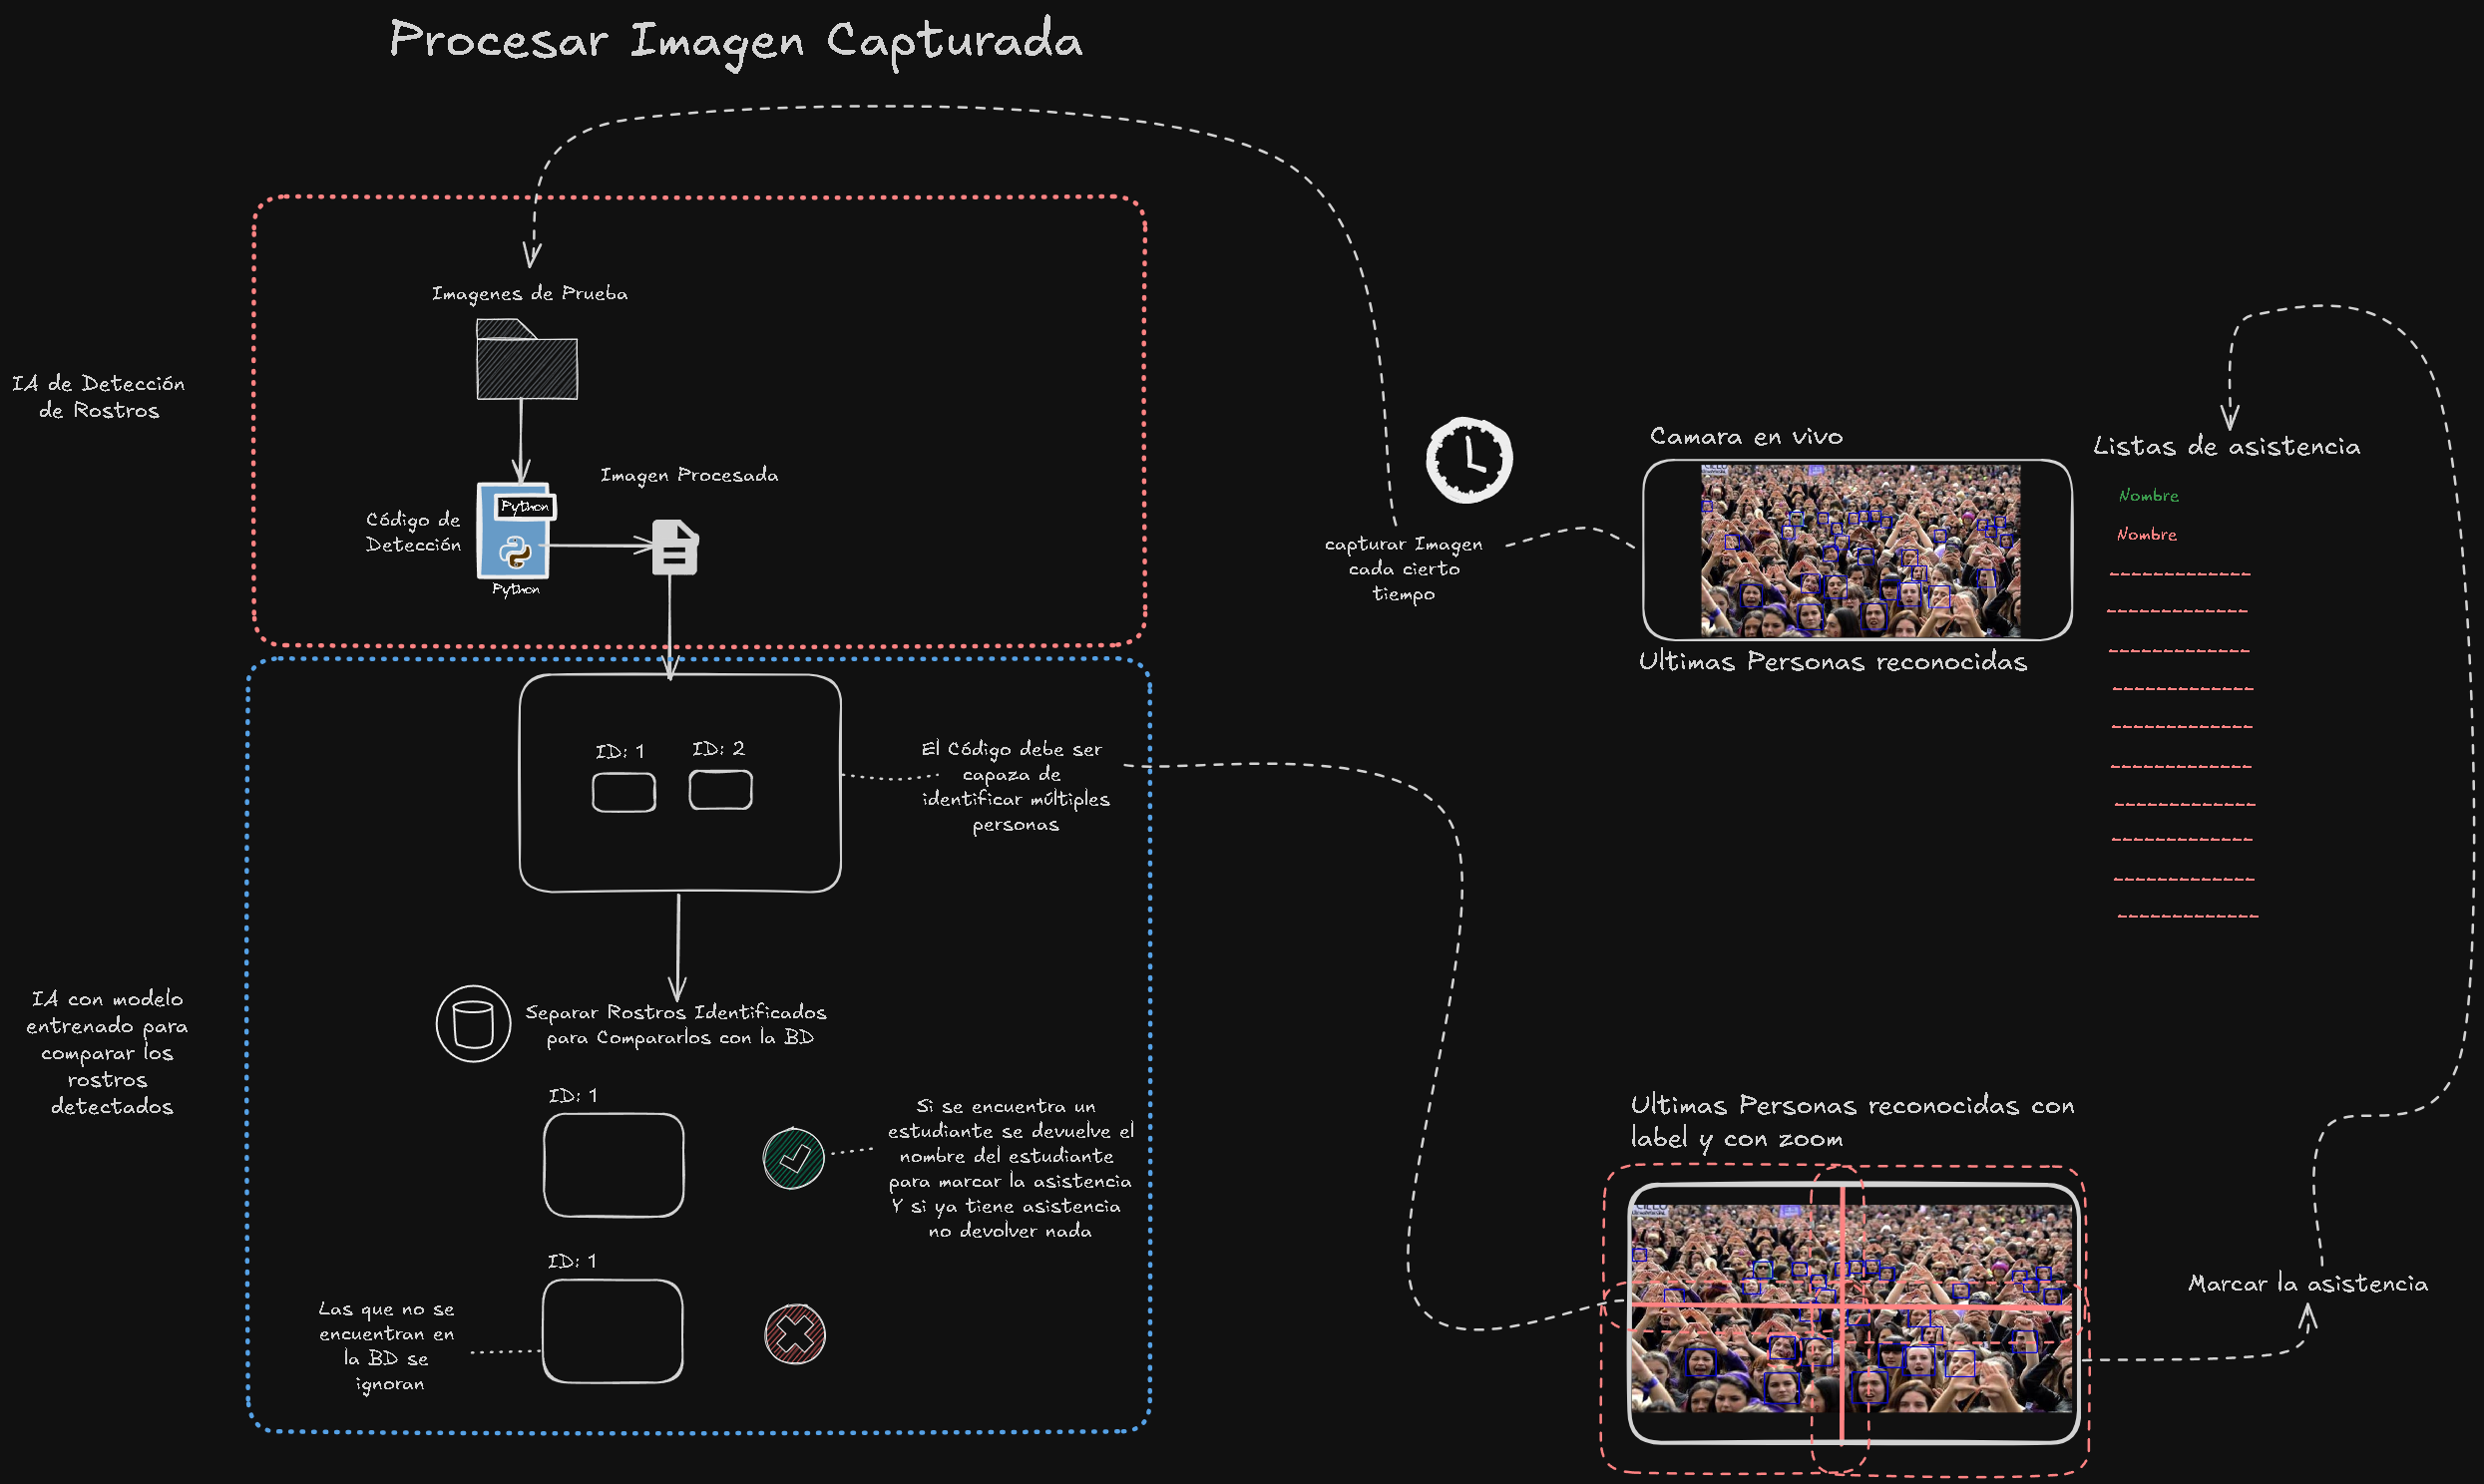 Procesar Imagen Capturada
IA de Detección
de Rostros
Imagenes de Prueba
Código de
Detección
Python
Python
Imagen Procesada
capturar Imagen
cada cierto
tiempo
Camara en vivo
Ultimas Personas reconocidas
Listas de asistencia
Nombre
Nombre
IA con modelo
entrenado para
comparar los
rostros
detectados
ID: 1
ID: 2
El Código debe ser
capaza de
identificar múltiples
personas
Separar Rostros Identificados
para Compararlos con la BD
ID: 1
Si se encuentra un
estudiante se devuelve el
nombre del estudiante
para marcar la asistencia
Y si ya tiene asistencia
no devolver nada
ID: 1
Las que no se
encuentran en
la BD se
ignoran
Ultimas Personas reconocidas con
label y con zoom
Marcar la asistencia